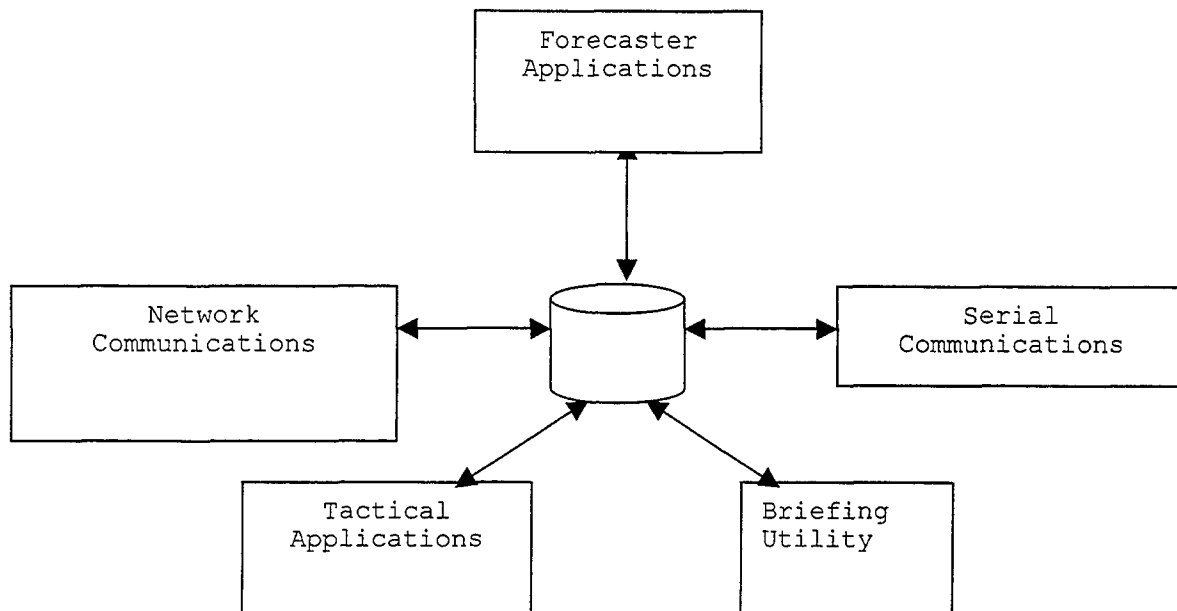 Forecaster
Applications
Network
Communications
Serial
Communications
Tactical
Applications
Briefing
Utility